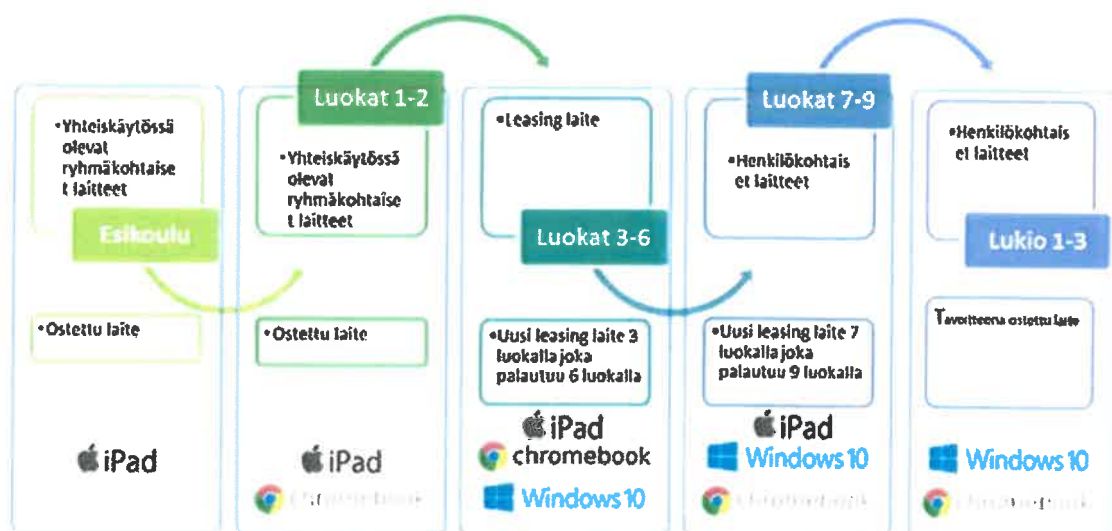 •Yhteiskäytössä
olevat
ryhmäkohtaise
t laitteet
Esikoulu
•Ostettu laite
iPad
Luokat 1-2
•Yhteiskäytössä
olevat
ryhmäkohtaise
t laitteet
•Ostettu laite
iPad
chromebook
•Leasing laite
Luokat 3-6
•Uusi leasing laite 3
luokalla joka
palautuu 6 luokalla
iPad
chromebook
Windows 10
Luokat 7-9
•Henkilökohtais
et laitteet
•Uusi leasing laite 7
luokalla joka
palautuu 9 luokalla
iPad
Windows 10
chromebook
•Henkilökohtais
et laitteet
Lukio 1-3
Tavoitteena ostettu laite
Windows 10
chromebook